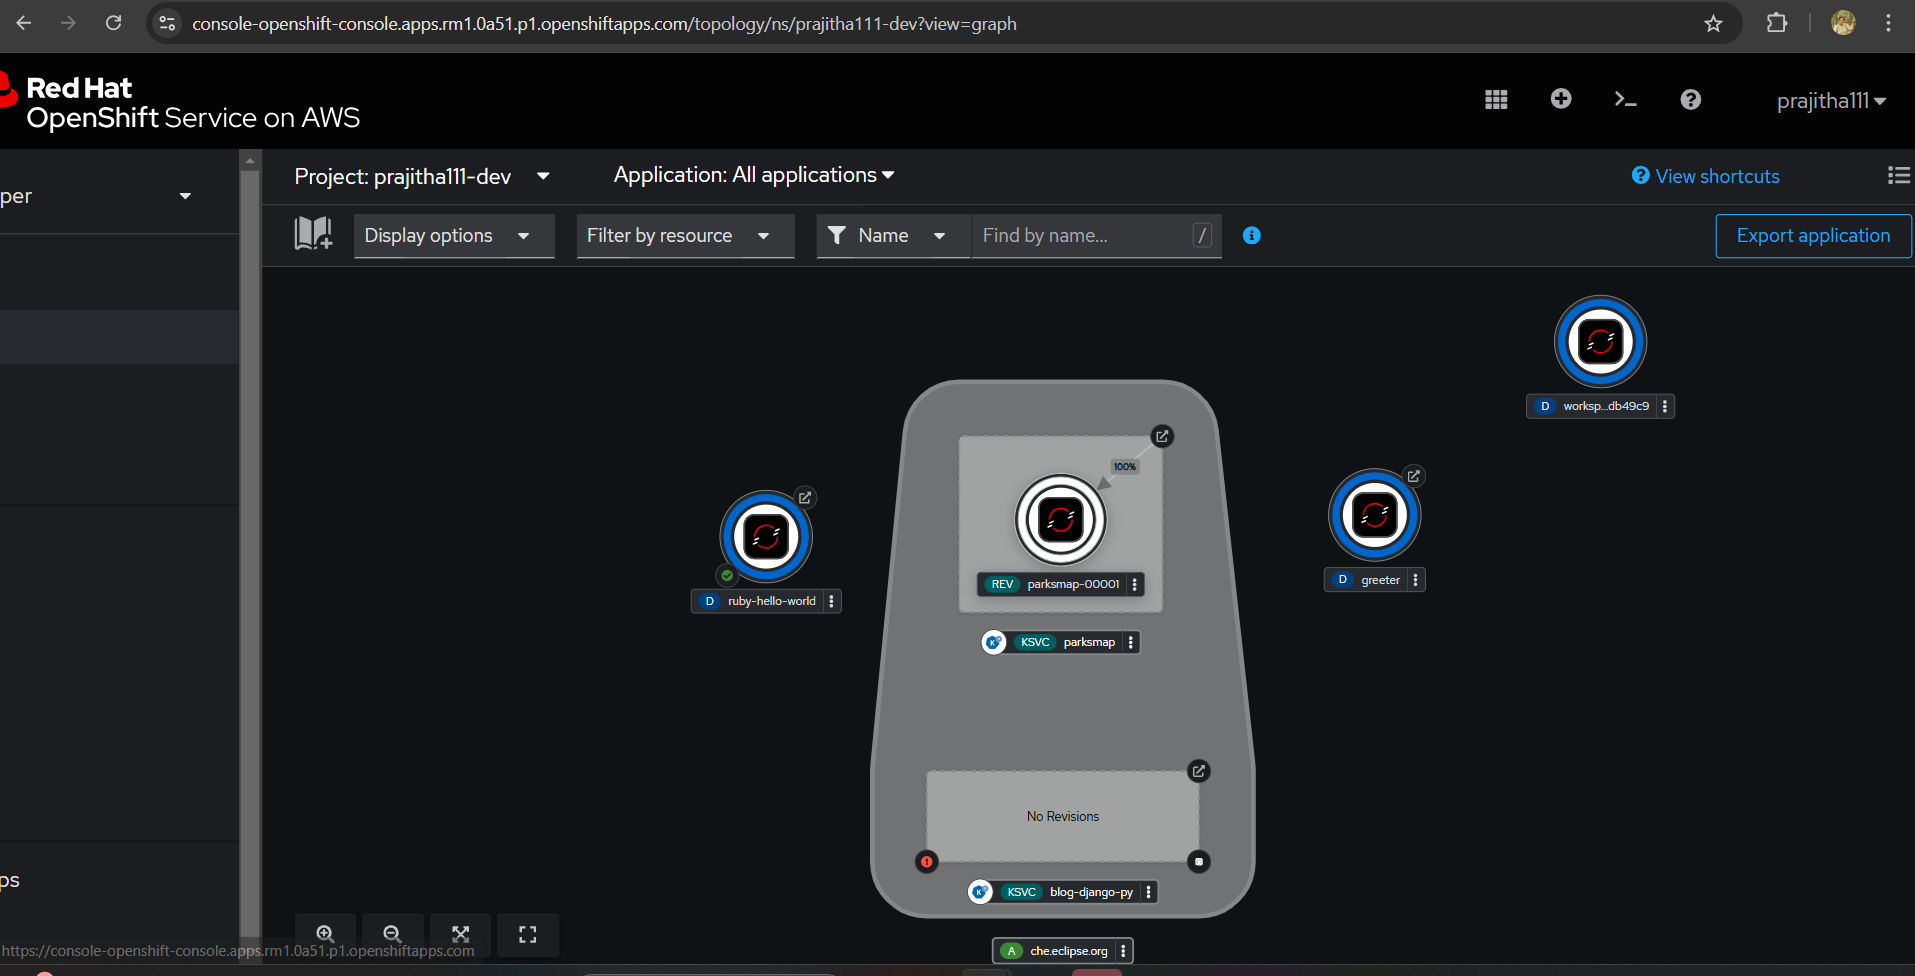 console-openshift-console.apps.rm1.0a51.p1.openshiftapps.com/topology/ns/prajitha111-dev?view=graph
Red Hat
OpenShift Service on AWS
prajitha111
per
Project: prajitha111-dev
Application: All applications
View shortcuts
Display options
Filter by resource
Name
Find by name...
/
Export application
D worksp...db49c9
100%
REV parksmap-00001
D greeter
D ruby-hello-world
KSVC parksmap
No Revisions
KSVC blog-django-py
ps
A che.eclipse.org
https://console-openshift-console.apps.rm1.0a51.p1.openshiftapps.com